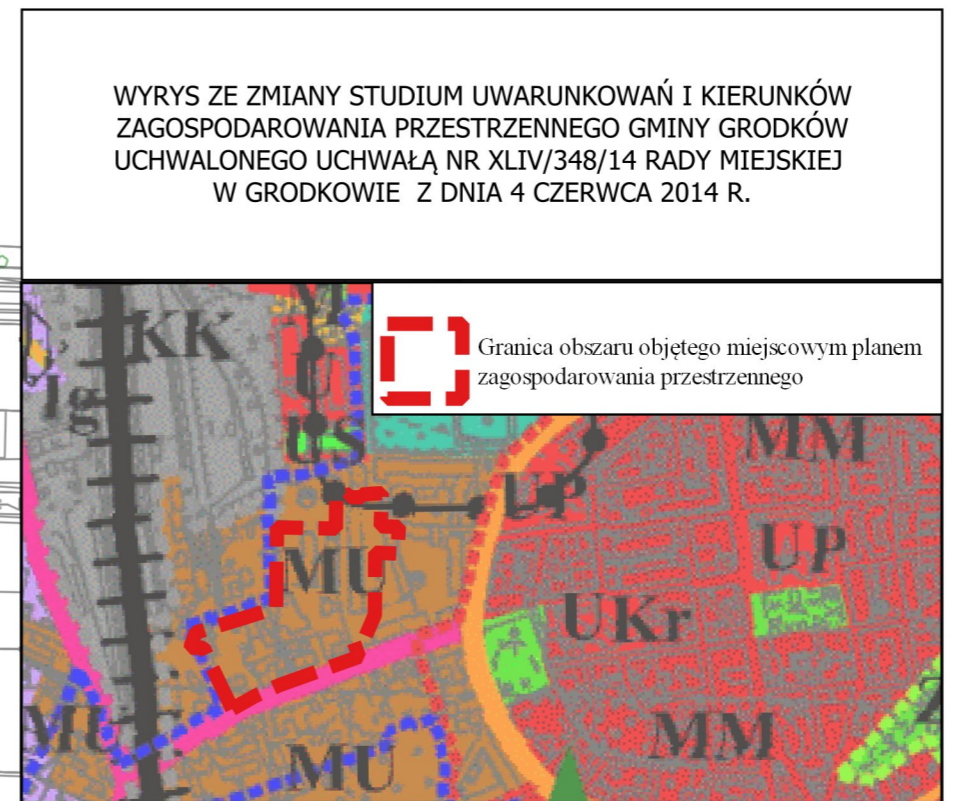 WYRYS ZE ZMIANY STUDIUM UWARUNKOWAŃ I KIERUNKÓW
ZAGOSPODAROWANIA PRZESTRZENNEGO GMINY GRODKÓW
UCHWALONEGO UCHWAŁĄ NR XLIV/348/14 RADY MIEJSKIEJ
W GRODKOWIE Z DNIA 4 CZERWCA 2014 R.
Granica obszaru objętego miejscowym planem
zagospodarowania przestrzennego
KK
U
US
MM
UP
UP
MU
UKr
MU
MM
MU